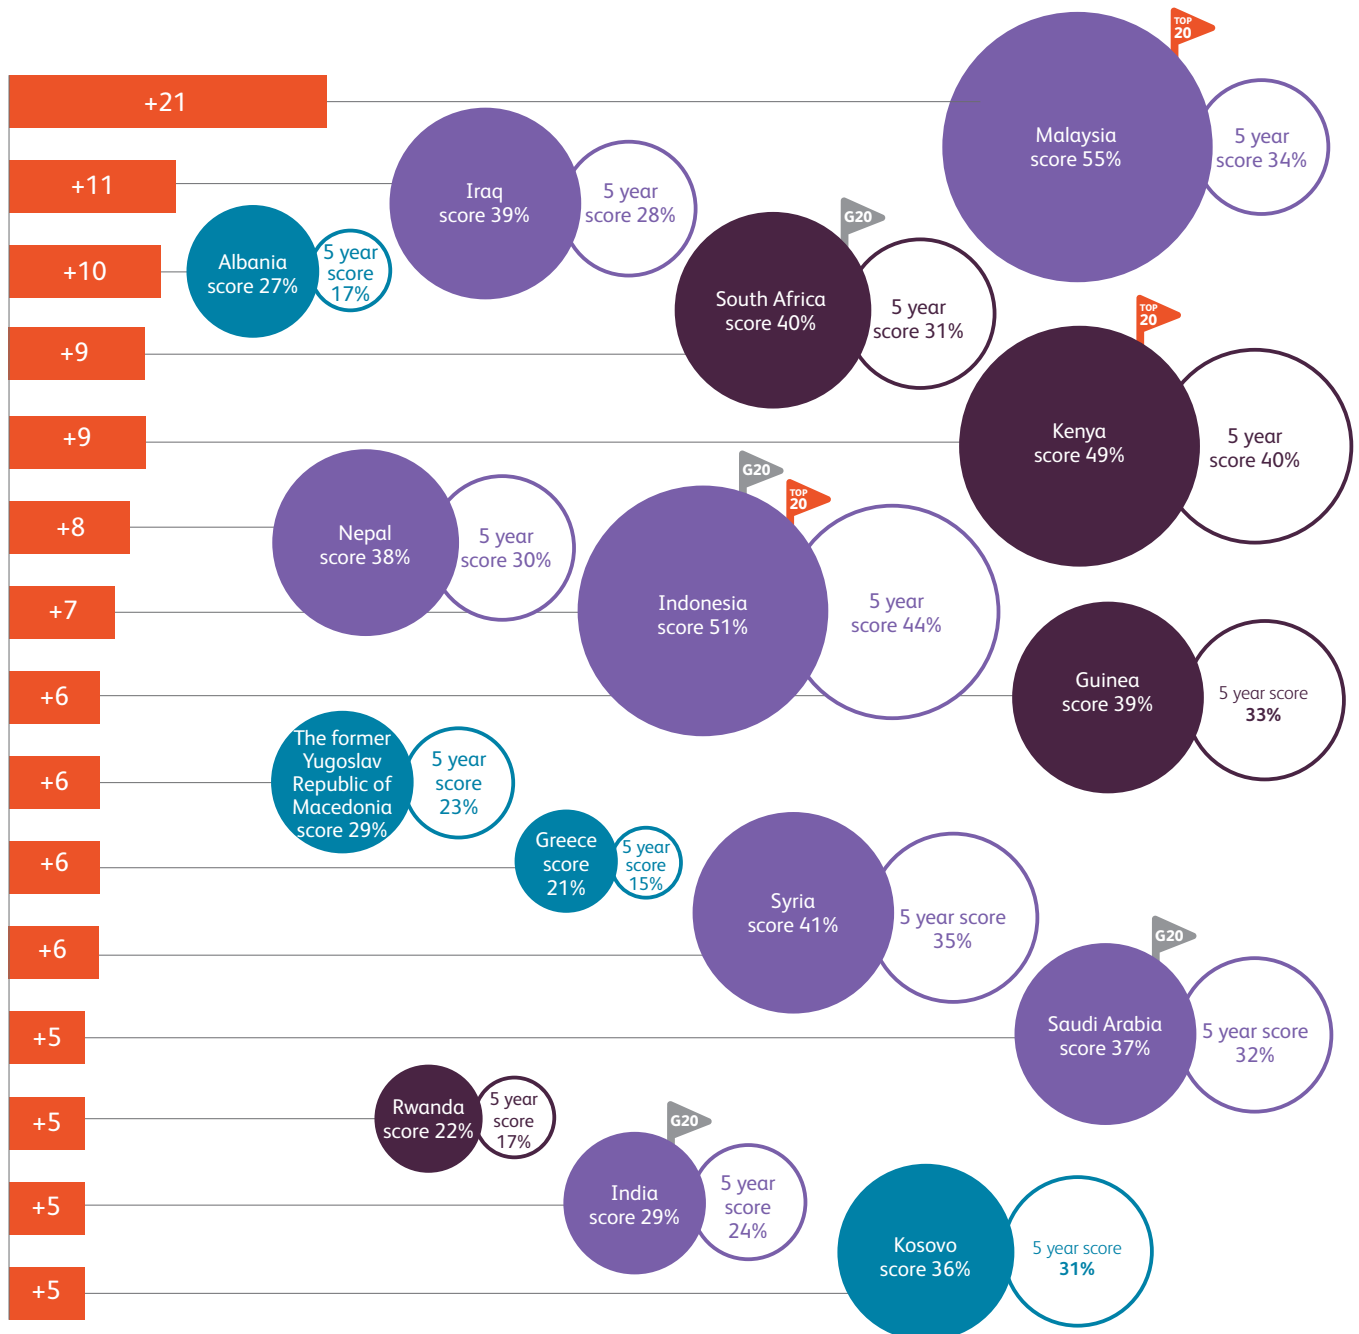 TOP
20
+21
Malaysia
score 55%
5 year
score 34%
+11
Iraq
score 39%
5 year
score 28%
+10
Albania
score 27%
5 year
score
17%
G20
South Africa
score 40%
5 year
score 31%
+9
TOP
20
+9
Kenya
score 49%
5 year
score 40%
+8
Nepal
score 38%
5 year
score 30%
G20
TOP
20
+7
Indonesia
score 51%
5 year
score 44%
+6
Guinea
score 39%
5 year score
33%
+6
The former
Yugoslav
Republic of
Macedonia
score 29%
5 year
score
23%
+6
Greece
score
21%
5 year
score
15%
+6
Syria
score 41%
5 year score
35%
G20
+5
Saudi Arabia
score 37%
5 year score
32%
+5
Rwanda
score 22%
5 year
score
17%
G20
+5
India
score 29%
5 year
score
24%
+5
Kosovo
score 36%
5 year score
31%